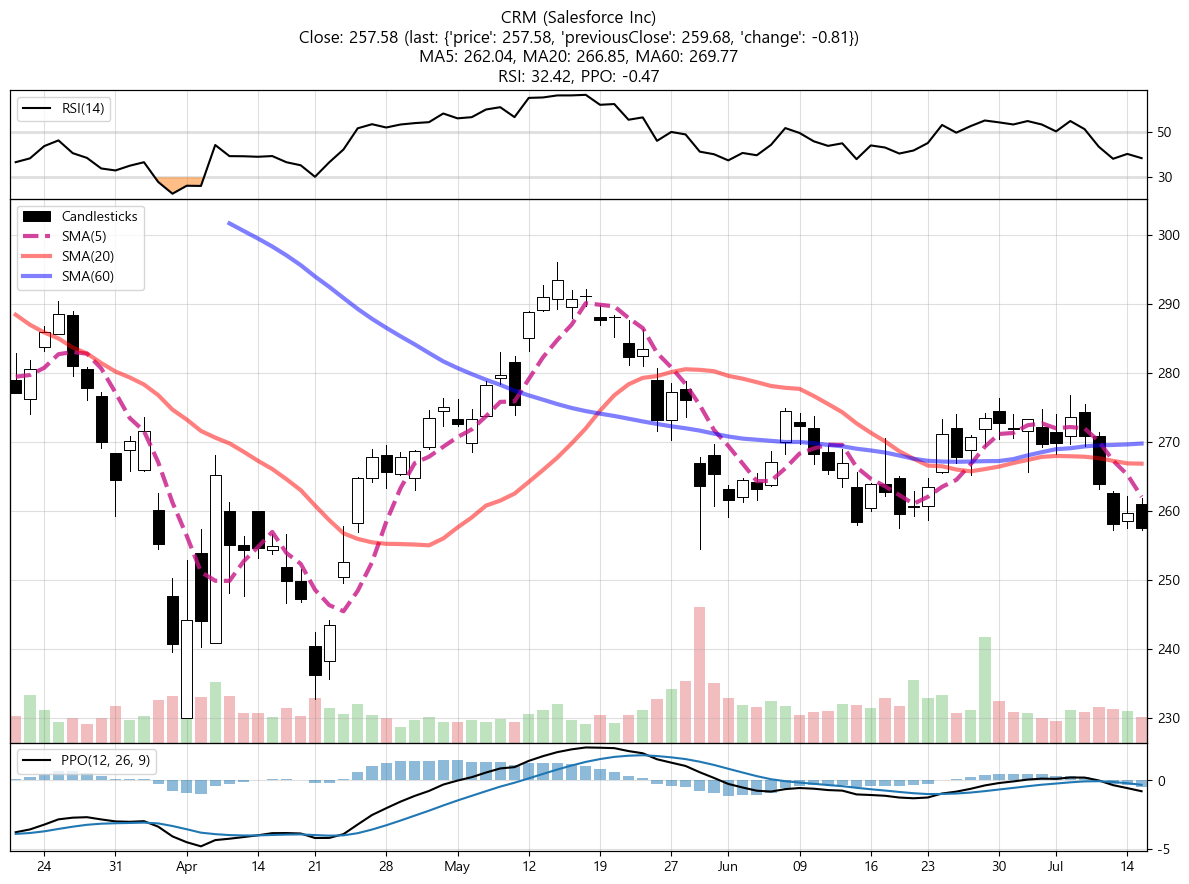 CRM (Salesforce Inc)
Close: 257.58 (last: {'price': 257.58, 'previousClose': 259.68, 'change': -0.81})
MA5: 262.04, MA20: 266.85, MA60: 269.77
RSI: 32.42, PPO: -0.47
RSI(14)
50
30
Candlesticks
SMA(5)
SMA(20)
SMA(60)
300
290
280
270
260
250
240
230
PPO(12, 26, 9)
0
-5
24 31 Apr 14 21 28 May 12 19 27 Jun 09 16 23 30 Jul 14